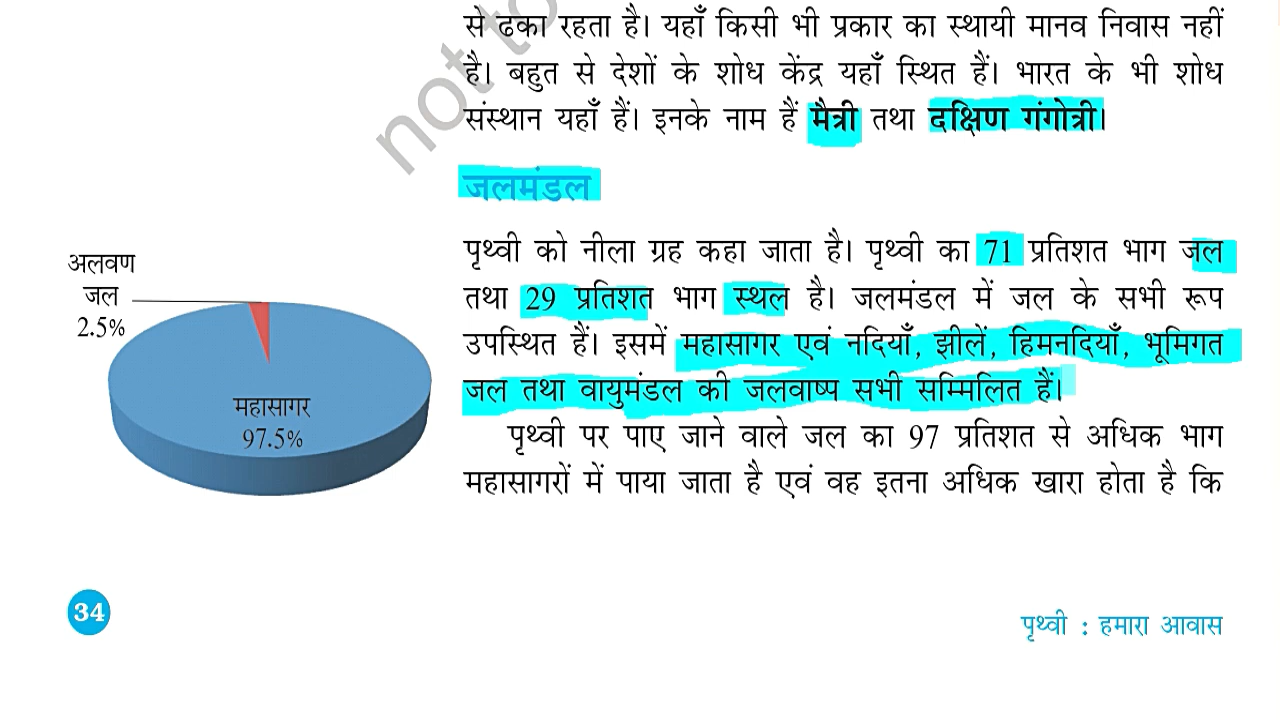 से ढका रहता है। यहाँ किसी भी प्रकार का स्थायी मानव निवास नहीं
है। बहुत से देशों के शोध केंद्र यहाँ स्थित हैं। भारत के भी शोध
संस्थान यहाँ हैं। इनके नाम हैं मैत्री तथा दक्षिण गंगोत्री।
not to
जलमंडल
पृथ्वी को नीला ग्रह कहा जाता है। पृथ्वी का 71 प्रतिशत भाग जल
तथा 29 प्रतिशत भाग स्थल है। जलमंडल में जल के सभी रूप
उपस्थित हैं। इसमें महासागर एवं नदियाँ, झीलें, हिमनदियाँ, भूमिगत
जल तथा वायुमंडल की जलवाष्प सभी सम्मिलित हैं।
पृथ्वी पर पाए जाने वाले जल का 97 प्रतिशत से अधिक भाग
महासागरों में पाया जाता है एवं वह इतना अधिक खारा होता है कि
अलवण
जल
2.5%
महासागर
97.5%
34
पृथ्वी : हमारा आवास